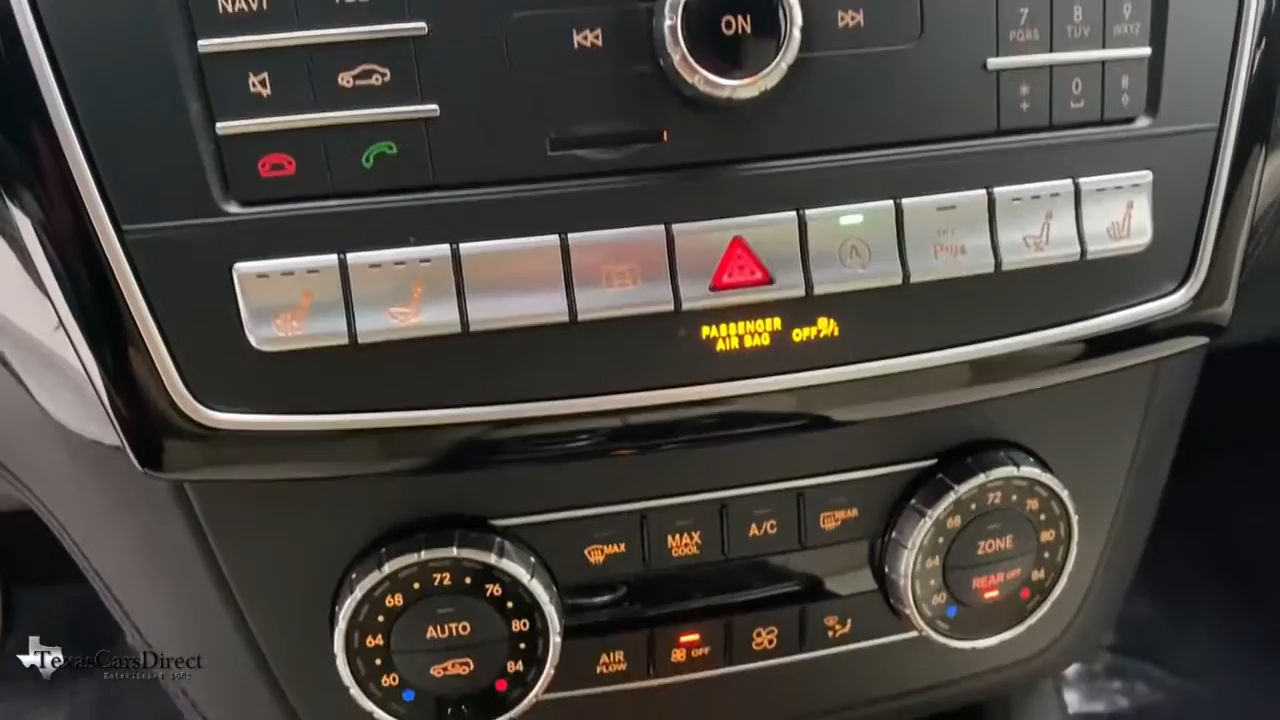 NAVI
ON
7
PQRS
8
TUV
9
WXYZ
*
0
A
PASSENGER
AIR BAG
OFF
MAX
MAX
COOL
A/C
REAR
60
64
68
72
76
80
84
AUTO
AIR
FLOW
OFF
60
64
68
72
76
80
84
ZONE
REAR OFF
TexasCarsDirect
Established 1982